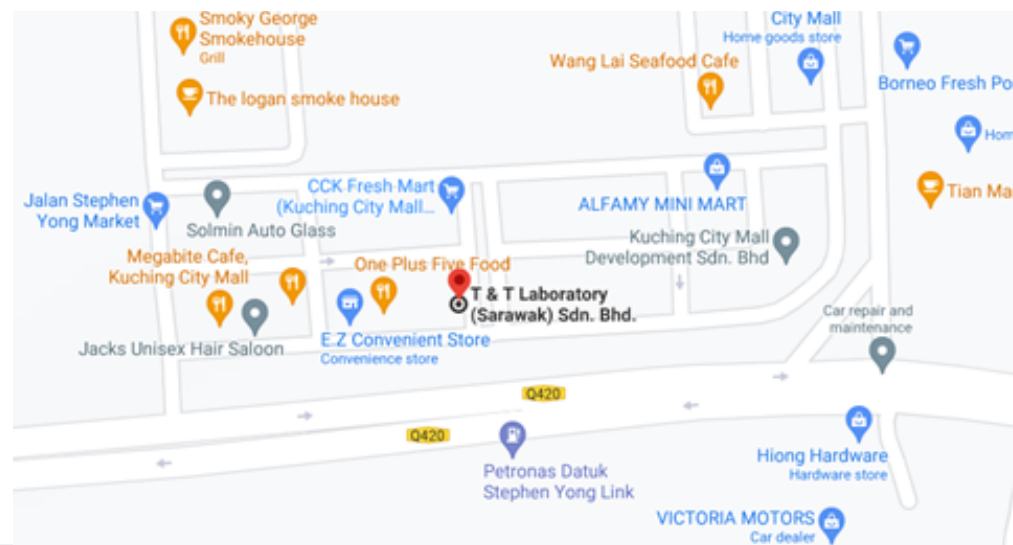 Smoky George
Smokehouse
Grill
The logan smoke house
City Mall
Home goods store
Wang Lai Seafood Cafe
Borneo Fresh Po
Hom
Tian Ma
Jalan Stephen
Yong Market
Solmin Auto Glass
CCK Fresh Mart
(Kuching City Mall...
ALFAMY MINI MART
Kuching City Mall
Development Sdn. Bhd
Megabite Cafe,
Kuching City Mall
One Plus Five Food
T & T Laboratory
(Sarawak) Sdn. Bhd.
Jacks Unisex Hair Saloon
E.Z Convenient Store
Convenience store
Car repair and
maintenance
Q420
Q420
Petronas Datuk
Stephen Yong Link
Hiong Hardware
Hardware store
VICTORIA MOTORS
Car dealer